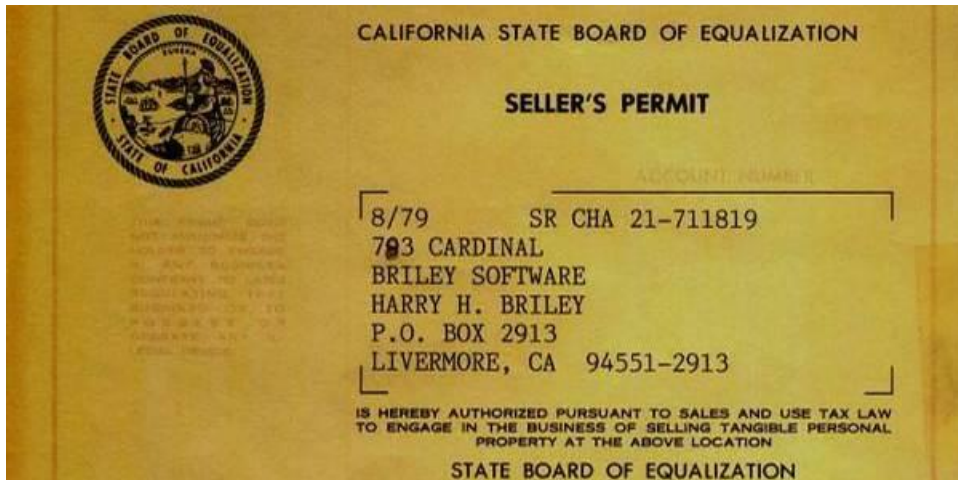 STATE BOARD OF EQUALIZATION
EUREKA
STATE OF CALIFORNIA
CALIFORNIA STATE BOARD OF EQUALIZATION
SELLER'S PERMIT
ACCOUNT NUMBER
8/79 SR CHA 21-711819
CARDINAL
BRILEY SOFTWARE
HARRY H. BRILEY
P.O. BOX 2913
LIVERMORE, CA 94551-2913
IS HEREBY AUTHORIZED PURSUANT TO SALES AND USE TAX LAW
TO ENGAGE IN THE BUSINESS OF SELLING TANGIBLE PERSONAL
PROPERTY AT THE ABOVE LOCATION
STATE BOARD OF EQUALIZATION